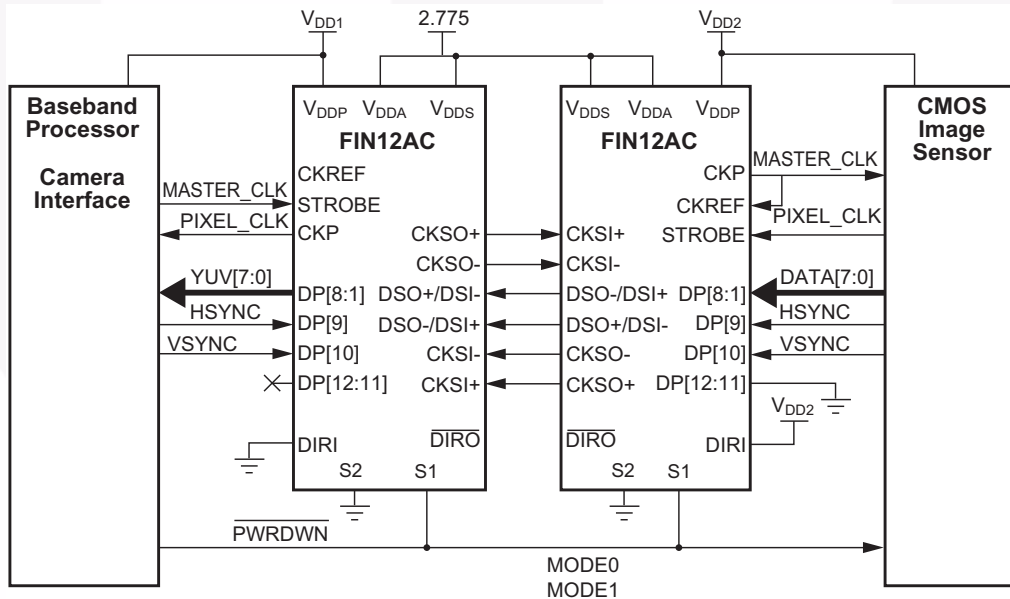 VDD1
2.775
VDD2
Baseband
Processor
Camera
Interface
VDDP VDDA VDDS
FIN12AC
CKREF
STROBE
CKP
CKSO+
CKSO-
DP[8:1]
DSO+/DSI-
DP[9]
DSO-/DSI+
DP[10]
CKSI-
DP[12:11]
CKSI+
DIRI
DIRO
S2
S1
MASTER_CLK
PIXEL_CLK
YUV[7:0]
HSYNC
VSYNC
VDDS VDDA VDDP
FIN12AC
CKP
CKREF
CKSI+
STROBE
CKSI-
DSO-/DSI+
DP[8:1]
DSO+/DSI-
DP[9]
CKSO-
DP[10]
CKSO+
DP[12:11]
DIRO
DIRI
S2
S1
MASTER_CLK
PIXEL_CLK
DATA[7:0]
HSYNC
VSYNC
VDD2
CMOS
Image
Sensor
PWRDWN
MODE0
MODE1